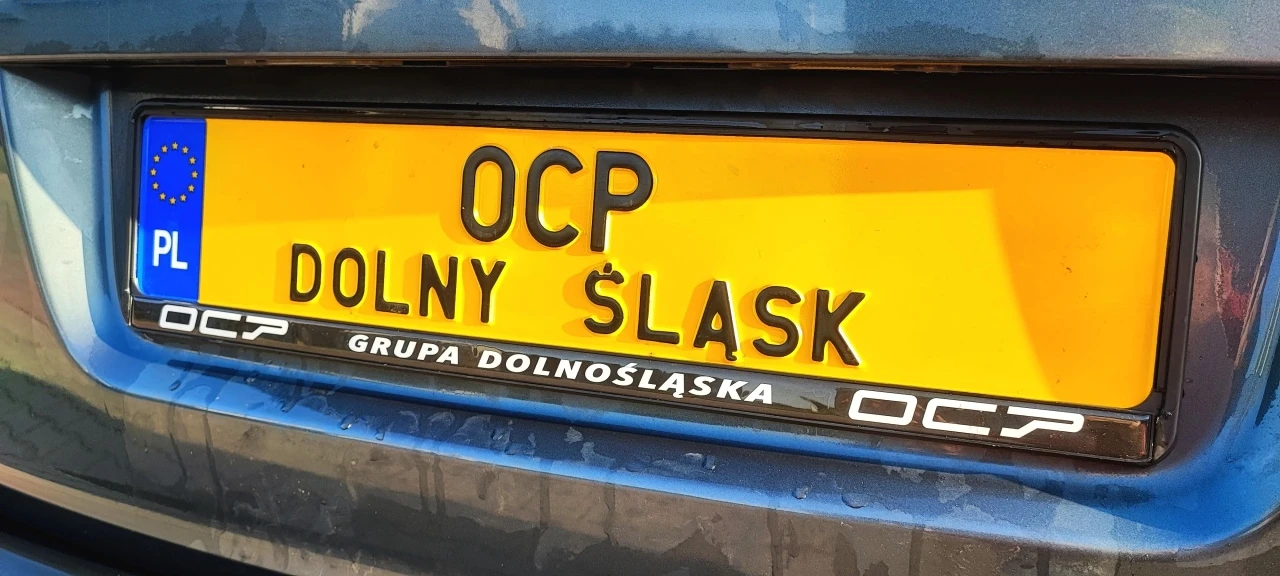 PL
OCP
DOLNY ŚLĄSK
OCP GRUPA DOLNOŚLĄSKA OCP